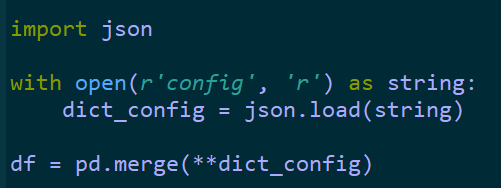 import json
with open(r'config', 'r') as string:
    dict_config = json.load(string)
df = pd.merge(**dict_config)